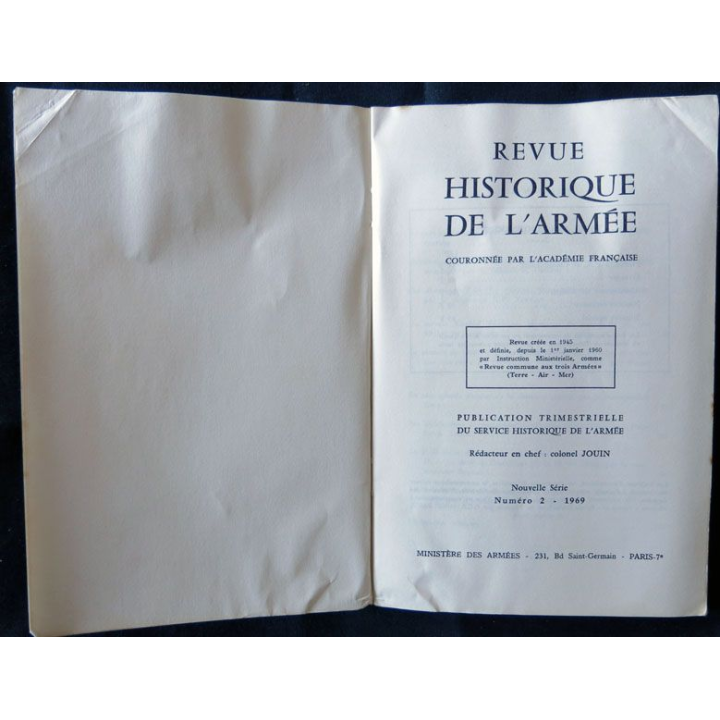 REVUE
HISTORIQUE
DE L'ARMÉE
COURONNÉE PAR L'ACADÉMIE FRANÇAISE
Revue créée en 1945
et définie, depuis le 1er janvier 1960
par Instruction Ministérielle, comme
« Revue commune aux trois Armées »
(Terre - Air - Mer)
PUBLICATION TRIMESTRIELLE
DU SERVICE HISTORIQUE DE L'ARMÉE
Rédacteur en chef : colonel JOUIN
Nouvelle Série
Numéro 2 - 1969
MINISTÈRE DES ARMÉES - 231, Bd Saint-Germain - PARIS-7e